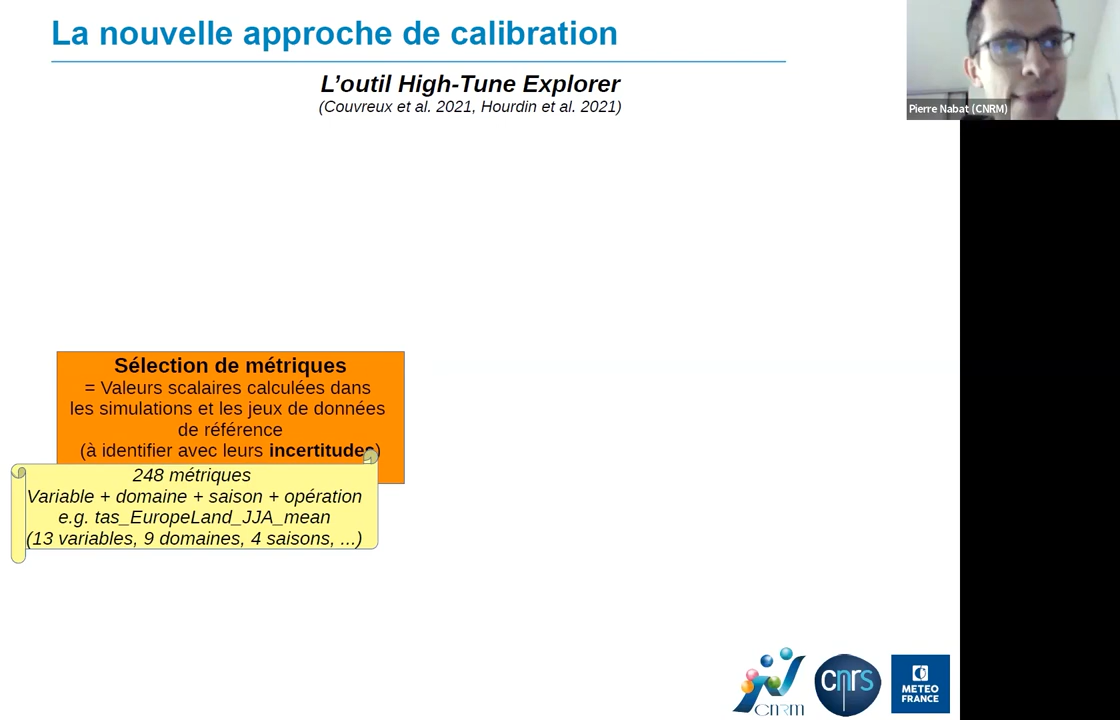 La nouvelle approche de calibration
L'outil High-Tune Explorer
(Couvreux et al. 2021, Hourdin et al. 2021)
Pierre Nabat (CNRM)
Sélection de métriques
= Valeurs scalaires calculées dans
les simulations et les jeux de données
de référence
(à identifier avec leurs incertitudes)
248 métriques
Variable + domaine + saison + opération
e.g. tas_EuropeLand_JJA_mean
(13 variables, 9 domaines, 4 saisons, ...)
CNRM
cnrs
METEO
FRANCE